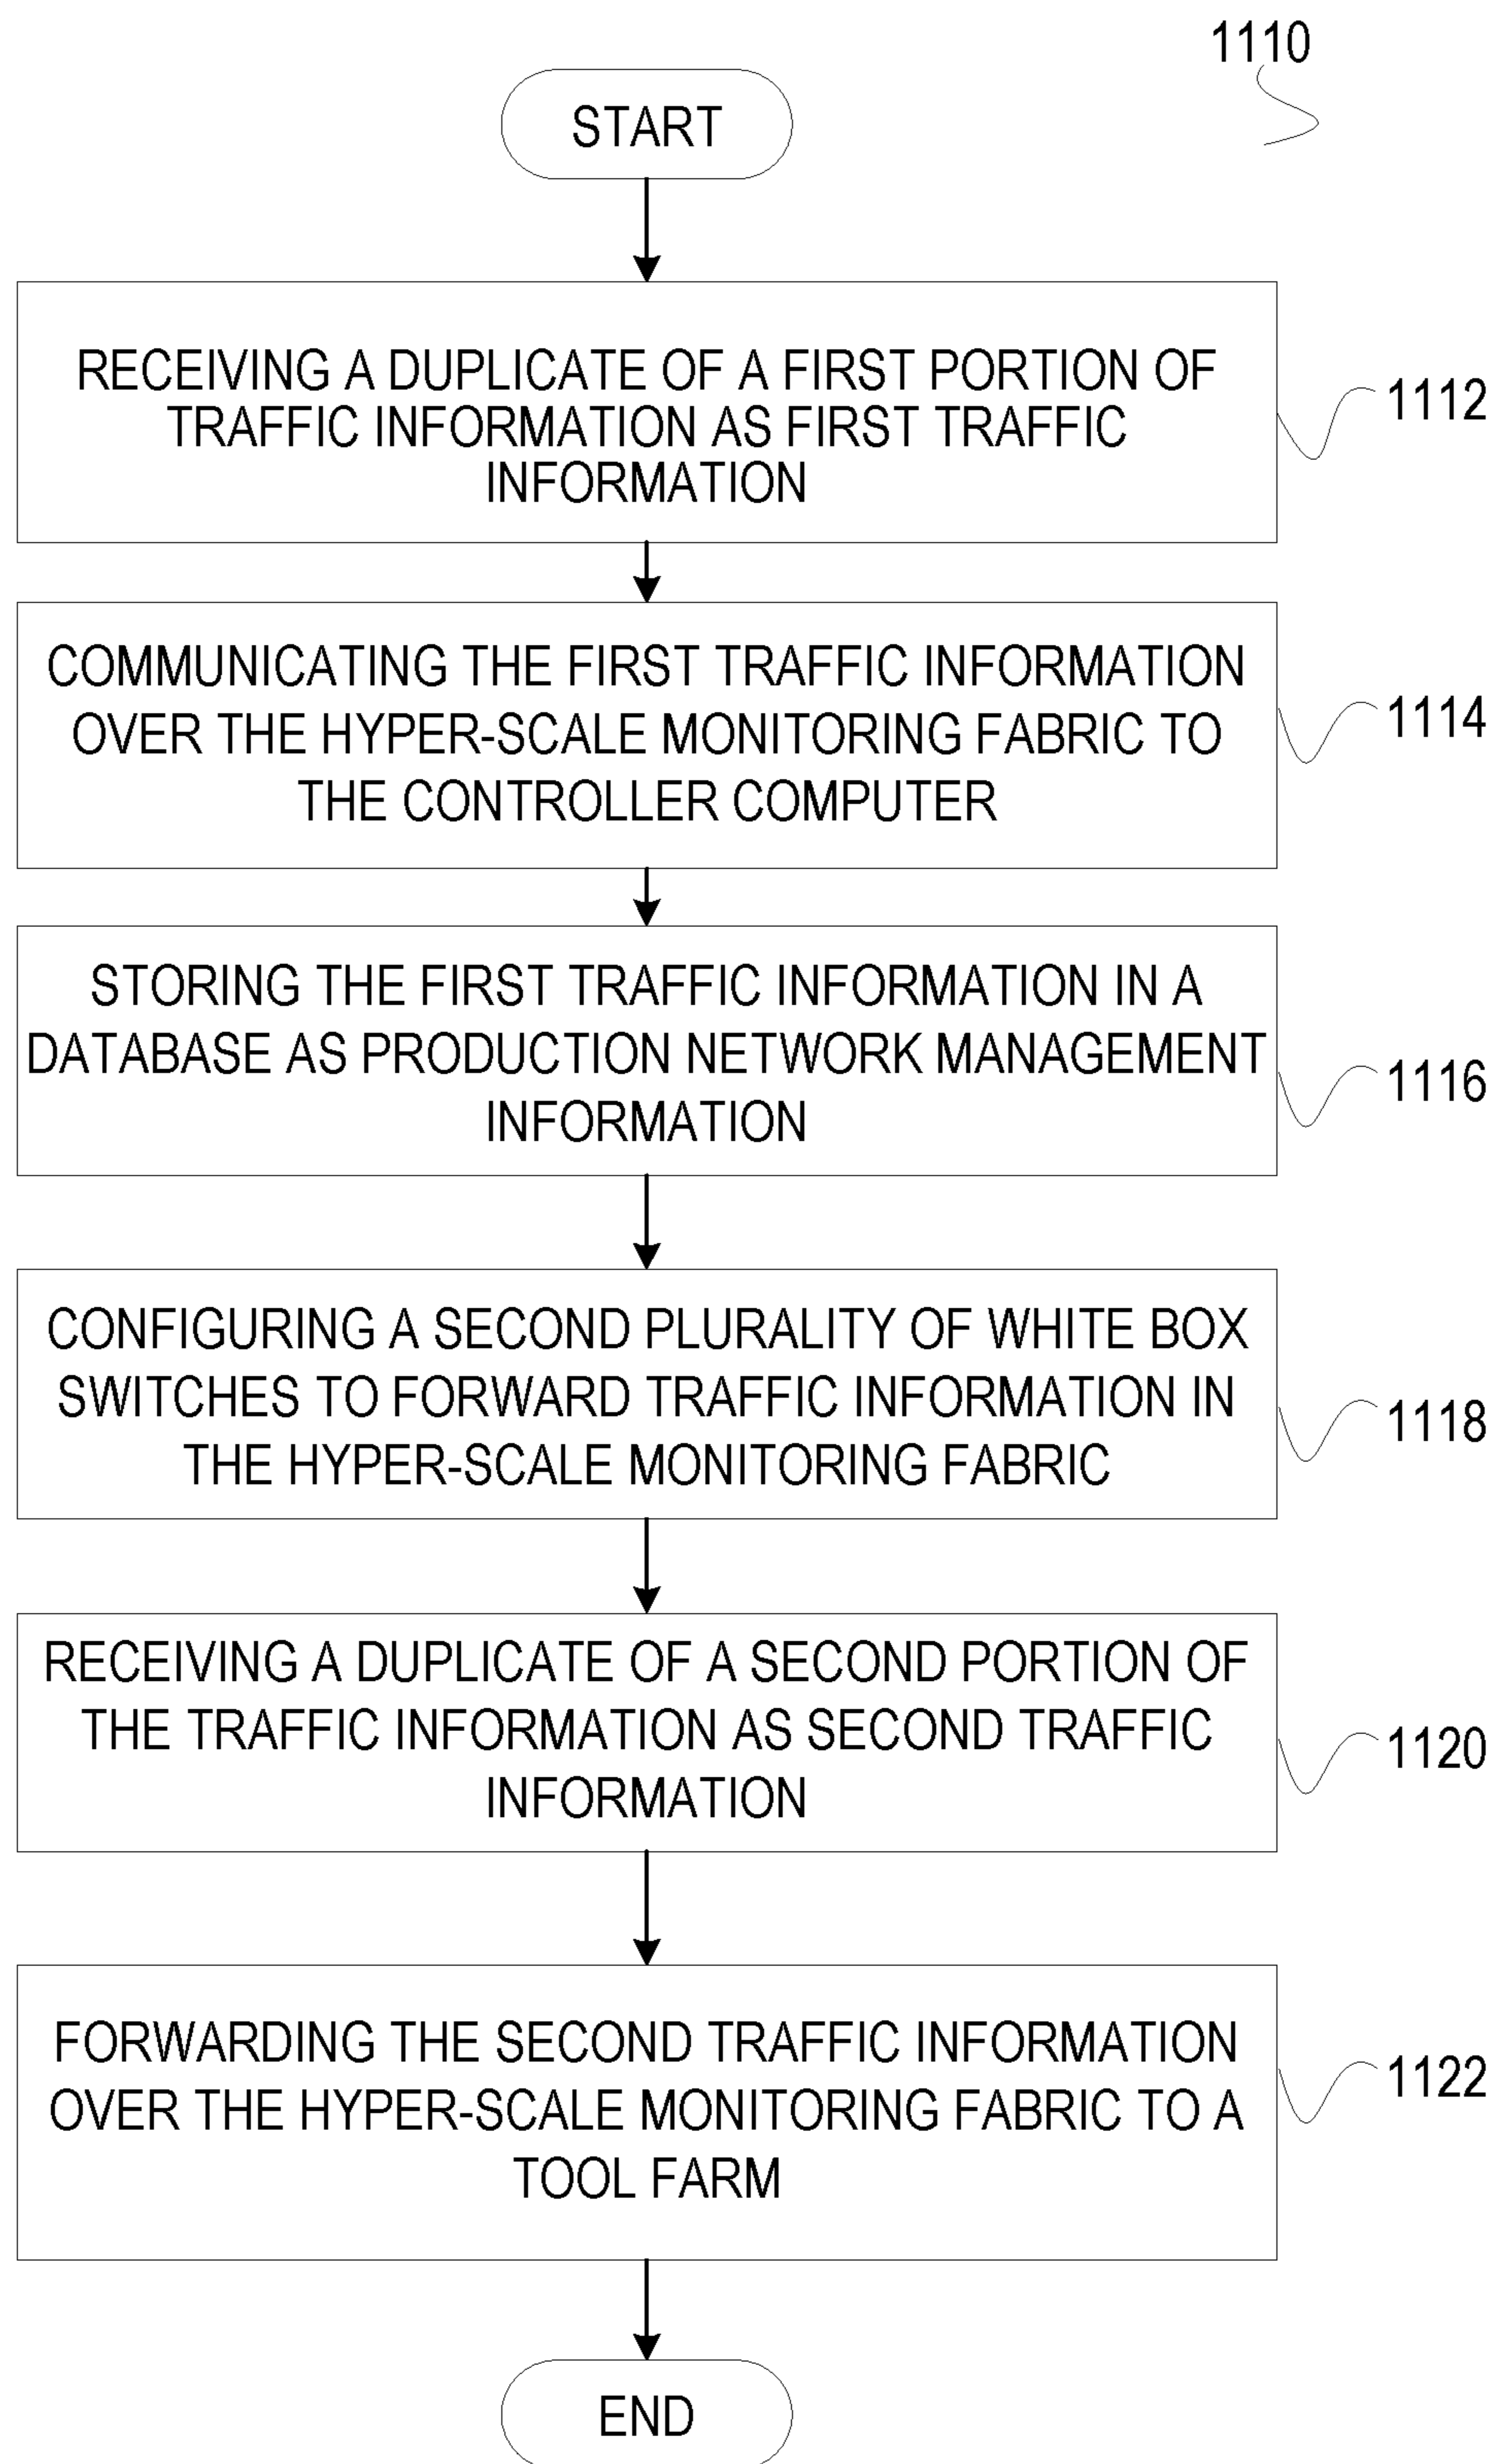 1110
START
RECEIVING A DUPLICATE OF A FIRST PORTION OF
TRAFFIC INFORMATION AS FIRST TRAFFIC
INFORMATION
1112
COMMUNICATING THE FIRST TRAFFIC INFORMATION
OVER THE HYPER-SCALE MONITORING FABRIC TO
THE CONTROLLER COMPUTER
1114
STORING THE FIRST TRAFFIC INFORMATION IN A
DATABASE AS PRODUCTION NETWORK MANAGEMENT
INFORMATION
1116
CONFIGURING A SECOND PLURALITY OF WHITE BOX
SWITCHES TO FORWARD TRAFFIC INFORMATION IN
THE HYPER-SCALE MONITORING FABRIC
1118
RECEIVING A DUPLICATE OF A SECOND PORTION OF
THE TRAFFIC INFORMATION AS SECOND TRAFFIC
INFORMATION
1120
FORWARDING THE SECOND TRAFFIC INFORMATION
OVER THE HYPER-SCALE MONITORING FABRIC TO A
TOOL FARM
1122
END